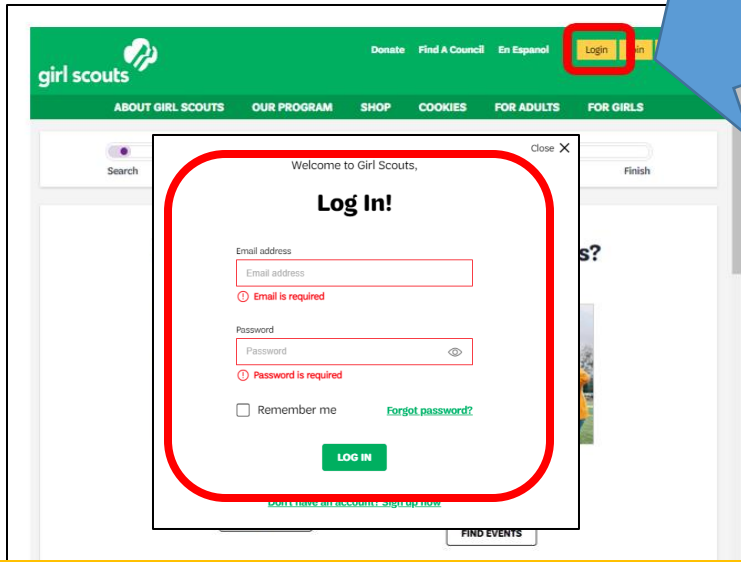 girl scouts
Donate Find A Council En Espanol Login
ABOUT GIRL SCOUTS OUR PROGRAM SHOP COOKIES FOR ADULTS FOR GIRLS
Close X
Search Finish
Welcome to Girl Scouts,
Log In!
s?
Email address
Email address
Email is required
Password
Password
Password is required
Remember me Forgot password?
LOG IN
Don't have an account? Sign up now
FIND EVENTS